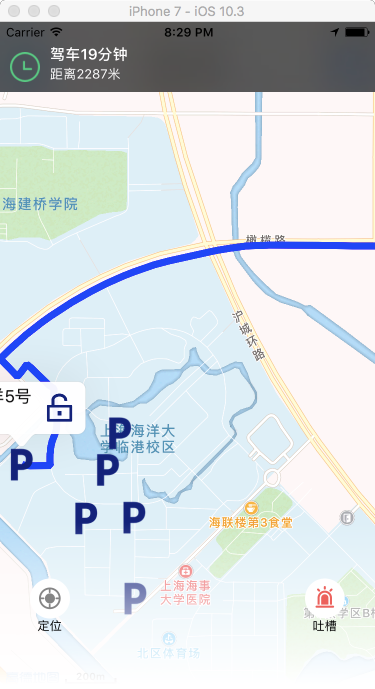 iPhone 7 - iOS 10.3
Carrier
8:29 PM
驾车19分钟
距离2287米
海建桥学院
橄榄路
沪城环路
5号
P
上海海洋大
学临港校区
P
P
P
P
海联楼第3食堂
P
上海海事
大学医院
定位
吐槽
北区体育场
200m